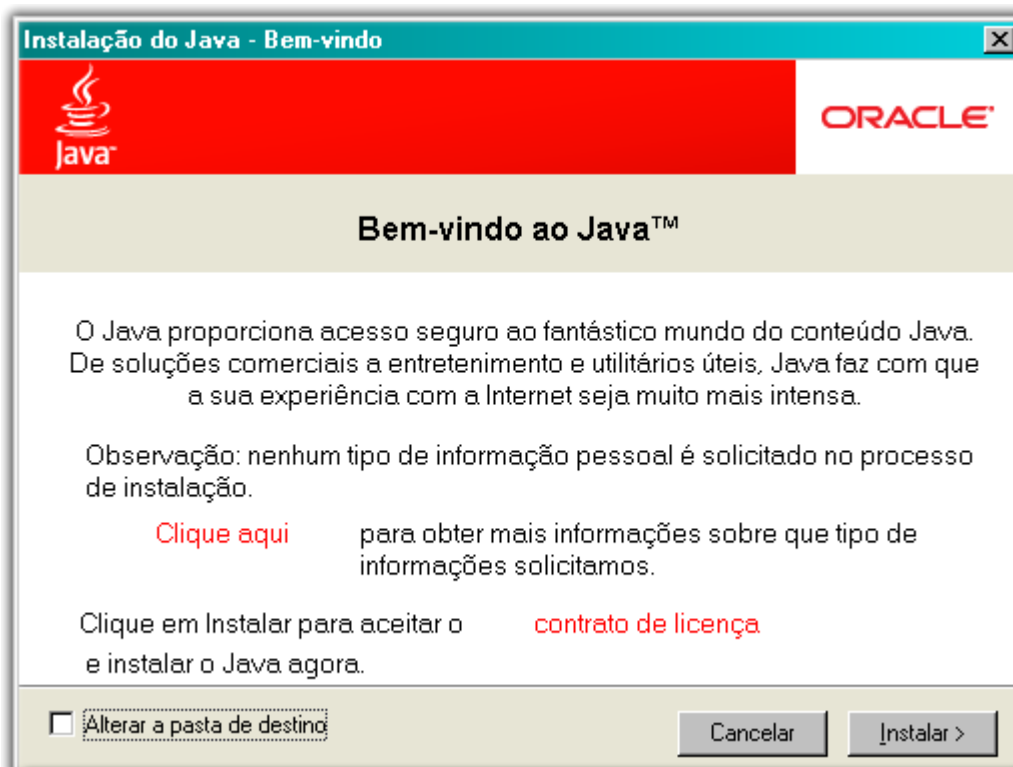 Instalação do Java - Bem-vindo
Java™
ORACLE®
Bem-vindo ao Java™
O Java proporciona acesso seguro ao fantástico mundo do conteúdo Java.
De soluções comerciais a entretenimento e utilitários úteis, Java faz com que
a sua experiência com a Internet seja muito mais intensa.
Observação: nenhum tipo de informação pessoal é solicitado no processo
de instalação.
Clique aqui para obter mais informações sobre que tipo de
informações solicitamos.
Clique em Instalar para aceitar o contrato de licença
e instalar o Java agora.
Alterar a pasta de destino
Cancelar
Instalar >